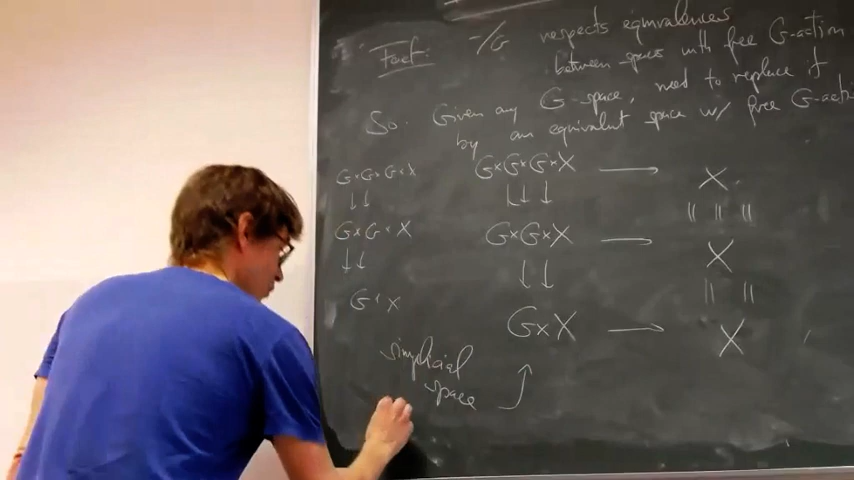 Fact: -/G respects equivalences
between spaces with free G-action
So: Given any G-space, need to replace it
by an equivalent space w/ free G-acti
G×G×G×X G×G×G×X → X
↓↓ ↓↓ ↓ || || ||
G×G×X G×G×X → X
↓↓ ↓ ↓ || ||
G×X G×X → X
simplicial
space